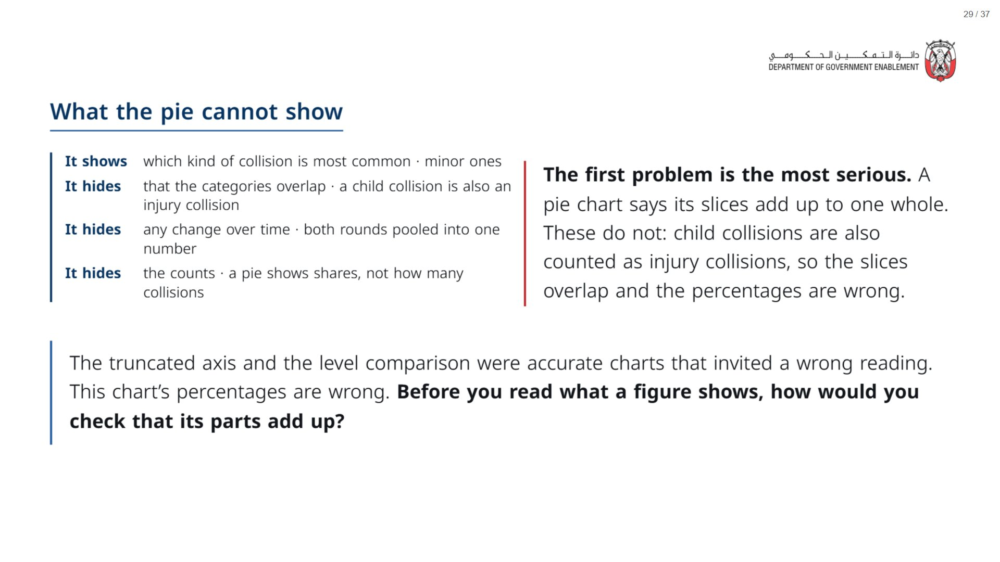 29 / 37
دائرة التمكين الحكومي
DEPARTMENT OF GOVERNMENT ENABLEMENT
What the pie cannot show
It shows which kind of collision is most common · minor ones
It hides that the categories overlap · a child collision is also an
injury collision
It hides any change over time · both rounds pooled into one
number
It hides the counts · a pie shows shares, not how many
collisions
The first problem is the most serious. A
pie chart says its slices add up to one whole.
These do not: child collisions are also
counted as injury collisions, so the slices
overlap and the percentages are wrong.
The truncated axis and the level comparison were accurate charts that invited a wrong reading.
This chart’s percentages are wrong. Before you read what a figure shows, how would you
check that its parts add up?